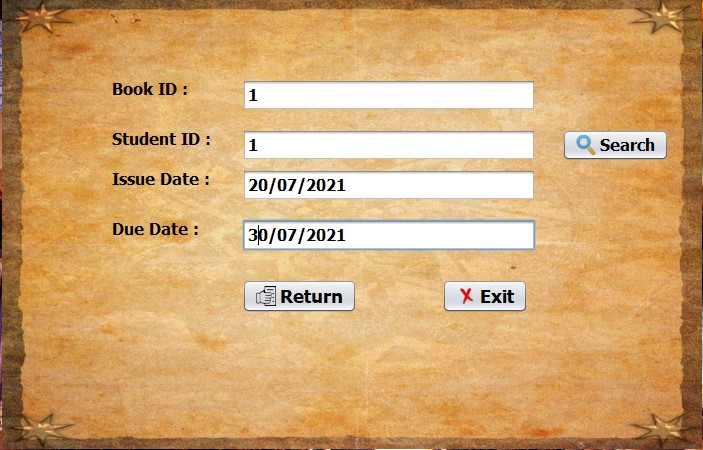 Book ID : 1
Student ID : 1 Search
Issue Date : 20/07/2021
Due Date : 30/07/2021
Return Exit